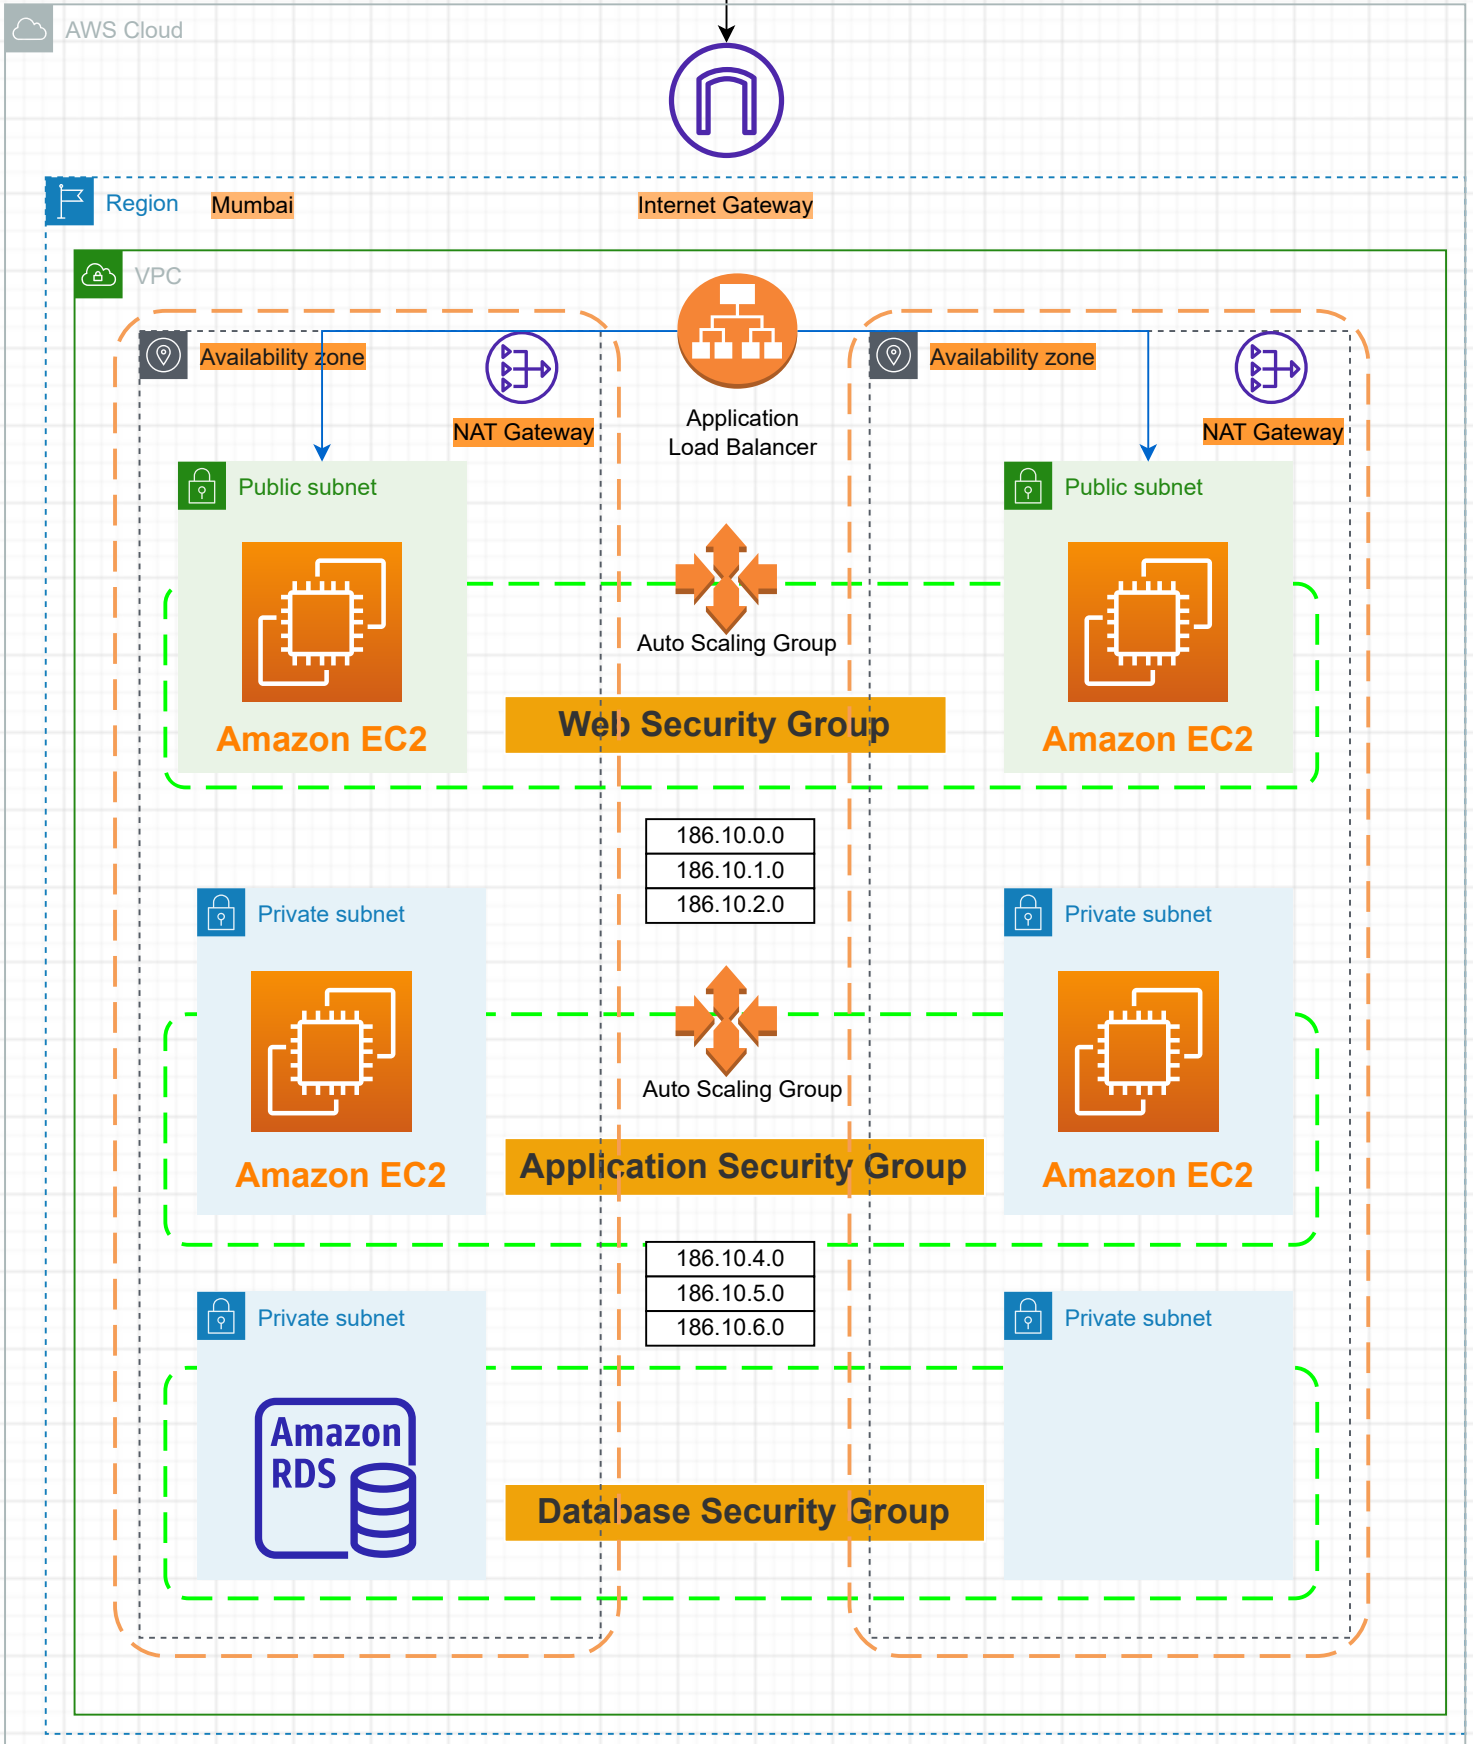 AWS Cloud
Region
Mumbai
Internet Gateway
VPC
Availability zone
NAT Gateway
Application
Load Balancer
Availability zone
NAT Gateway
Public subnet
Public subnet
Auto Scaling Group
Amazon EC2
Web Security Group
Amazon EC2
186.10.0.0
186.10.1.0
186.10.2.0
Private subnet
Private subnet
Auto Scaling Group
Amazon EC2
Application Security Group
Amazon EC2
186.10.4.0
186.10.5.0
186.10.6.0
Private subnet
Private subnet
Amazon
RDS
Database Security Group